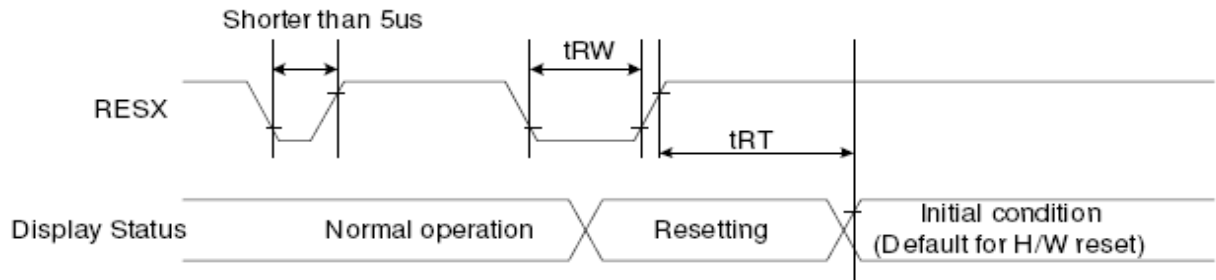 Shorter than 5us
tRW
RESX
tRT
Display Status
Normal operation
Resetting
Initial condition
(Default for H/W reset)